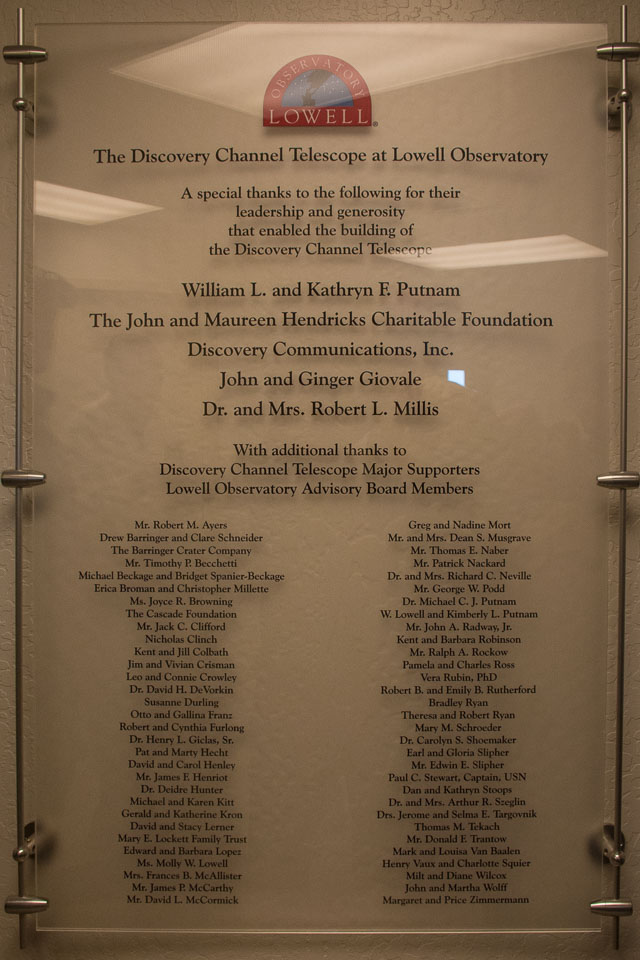 OBSERVATORY
LOWELL®
The Discovery Channel Telescope at Lowell Observatory
A special thanks to the following for their
leadership and generosity
that enabled the building of
the Discovery Channel Telescope
William L. and Kathryn F. Putnam
The John and Maureen Hendricks Charitable Foundation
Discovery Communications, Inc.
John and Ginger Giovale
Dr. and Mrs. Robert L. Millis
With additional thanks to
Discovery Channel Telescope Major Supporters
Lowell Observatory Advisory Board Members
Mr. Robert M. Ayers
Drew Barringer and Clare Schneider
The Barringer Crater Company
Mr. Timothy P. Becchetti
Michael Beckage and Bridget Spanier-Beckage
Erica Broman and Christopher Millette
Ms. Joyce R. Browning
The Cascade Foundation
Mr. Jack C. Clifford
Nicholas Clinch
Kent and Jill Colbath
Jim and Vivian Crisman
Leo and Connie Crowley
Dr. David H. DeVorkin
Susanne Durling
Otto and Gallina Franz
Robert and Cynthia Furlong
Dr. Henry L. Giclas, Sr.
Pat and Marty Hecht
David and Carol Henley
Mr. James F. Henriot
Dr. Deidre Hunter
Michael and Karen Kitt
Gerald and Katherine Kron
David and Stacy Lerner
Mary E. Lockett Family Trust
Edward and Barbara Lopez
Ms. Molly W. Lowell
Mrs. Frances B. McAllister
Mr. James P. McCarthy
Mr. David L. McCormick
Greg and Nadine Mort
Mr. and Mrs. Dean S. Musgrave
Mr. Thomas E. Naber
Mr. Patrick Nackard
Dr. and Mrs. Richard C. Neville
Mr. George W. Podd
Dr. Michael C. J. Putnam
W. Lowell and Kimberly L. Putnam
Mr. John A. Radway, Jr.
Kent and Barbara Robinson
Mr. Ralph A. Rockow
Pamela and Charles Ross
Vera Rubin, PhD
Robert B. and Emily B. Rutherford
Bradley Ryan
Theresa and Robert Ryan
Mary M. Schroeder
Dr. Carolyn S. Shoemaker
Earl and Gloria Slipher
Mr. Edwin E. Slipher
Paul C. Stewart, Captain, USN
Dan and Kathryn Stoops
Dr. and Mrs. Arthur R. Szeglin
Drs. Jerome and Selma E. Targovnik
Thomas M. Tekach
Mr. Donald F. Trantow
Mark and Louisa Van Baalen
Henry Vaux and Charlotte Squier
Milt and Diane Wilcox
John and Martha Wolff
Margaret and Price Zimmermann